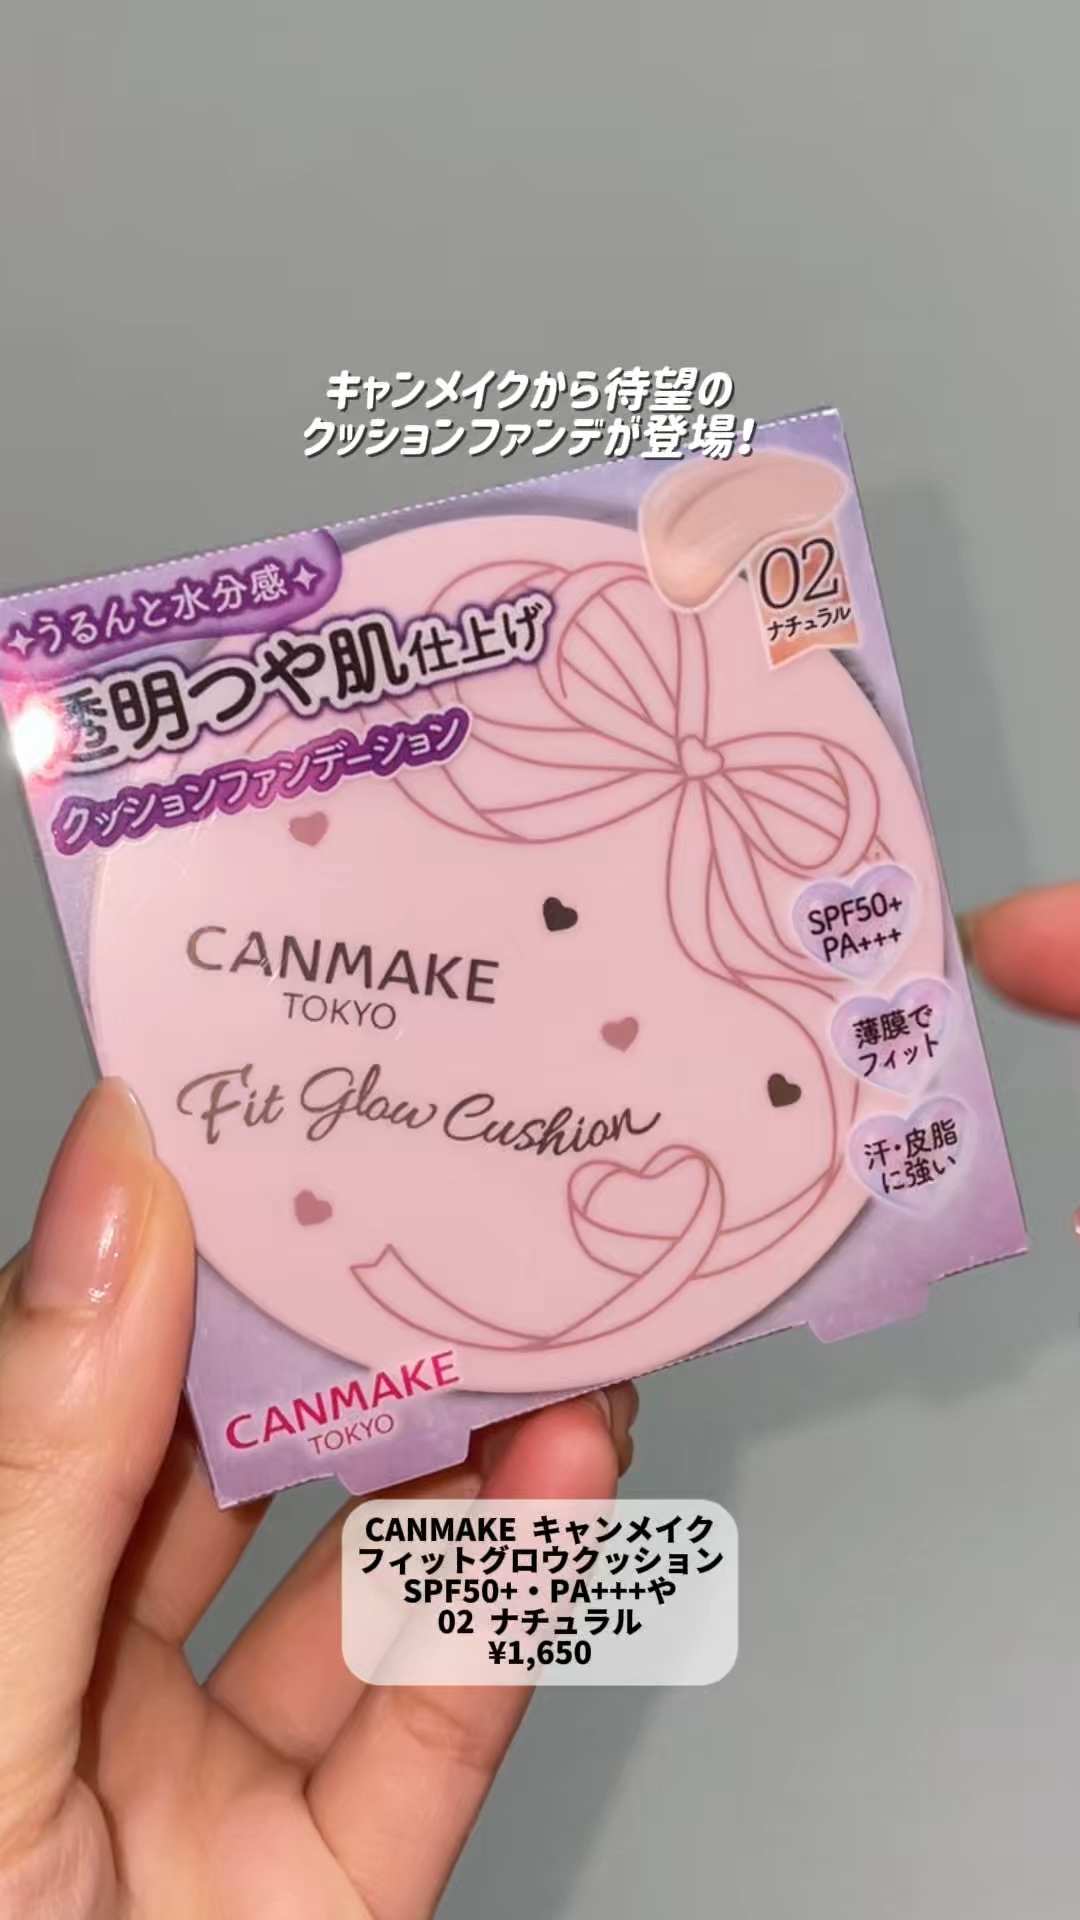 キャンメイクから待望の
クッションファンデが登場!
02
ナチュラル
うるんと水分感
透明つや肌仕上げ
クッションファンデーション
SPF50+
PA+++
CANMAKE
TOKYO
薄膜で
フィット
Fit Glow Cushion
汗・皮脂
に強い
CANMAKE
TOKYO
CANMAKE キャンメイク
フィットグロウクッション
SPF50+・PA+++や
02 ナチュラル
¥1,650